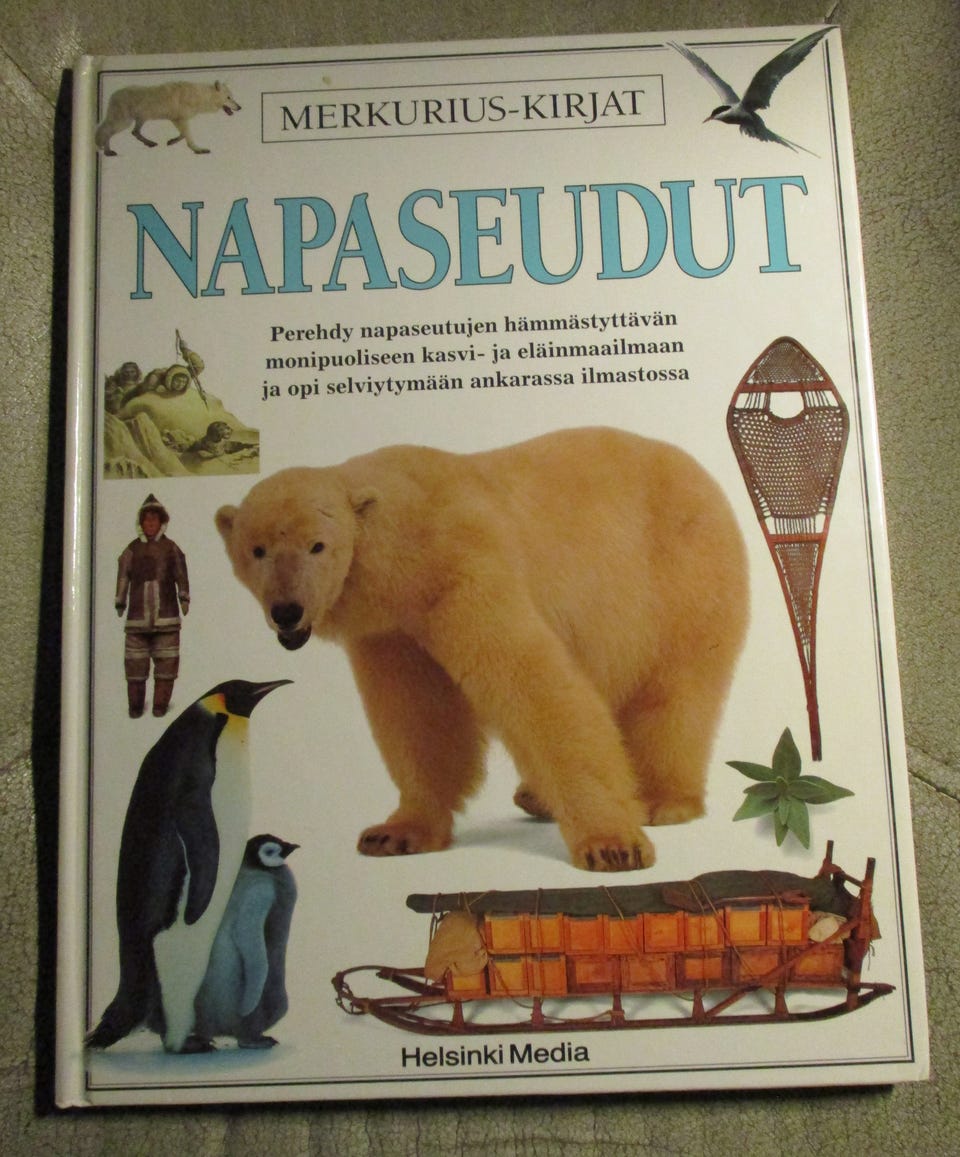 MERKURIUS-KIRJAT
NAPASEUDUT
Perehdy napaseutujen hämmästyttävän
monipuoliseen kasvi- ja eläinmaailmaan
ja opi selviytymään ankarassa ilmastossa
Helsinki Media